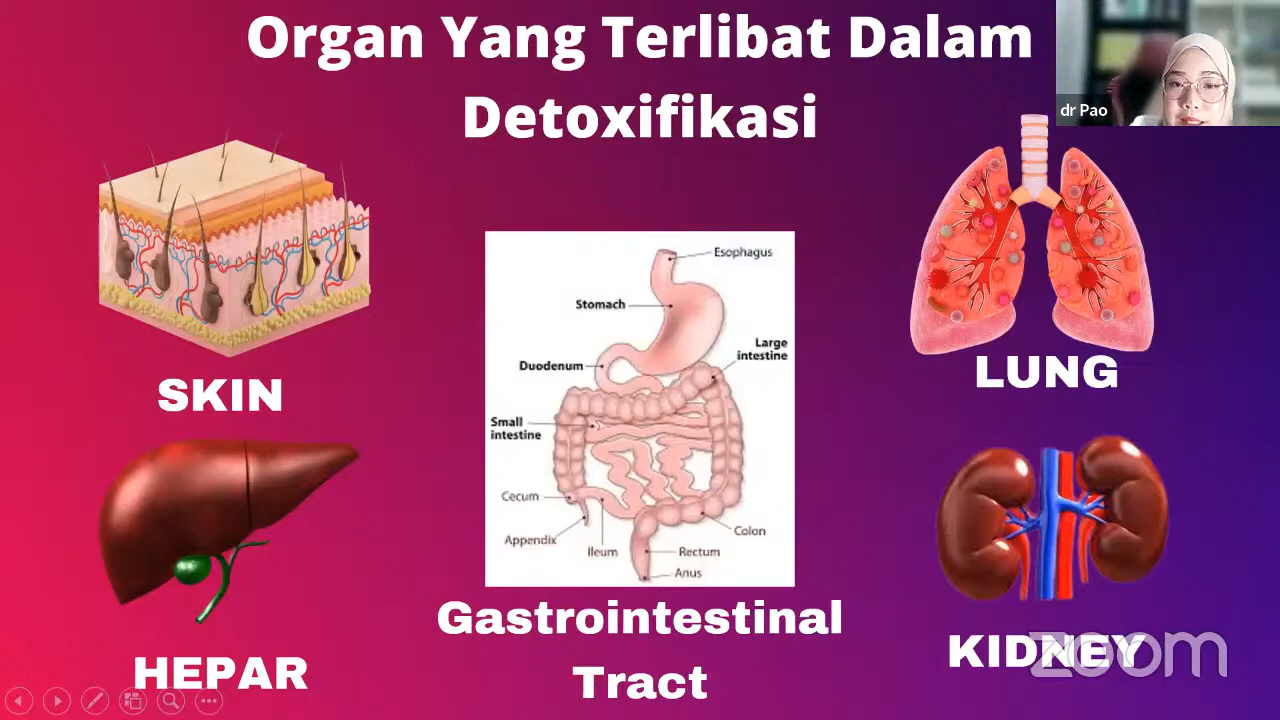 Organ Yang Terlibat Dalam
Detoxifikasi
dr Pao
SKIN
Esophagus
Stomach
Large
intestine
Duodenum
Small
intestine
Cecum
Appendix
Ileum
Colon
Rectum
Anus
LUNG
HEPAR
Gastrointestinal
Tract
KIDNEY
zoom